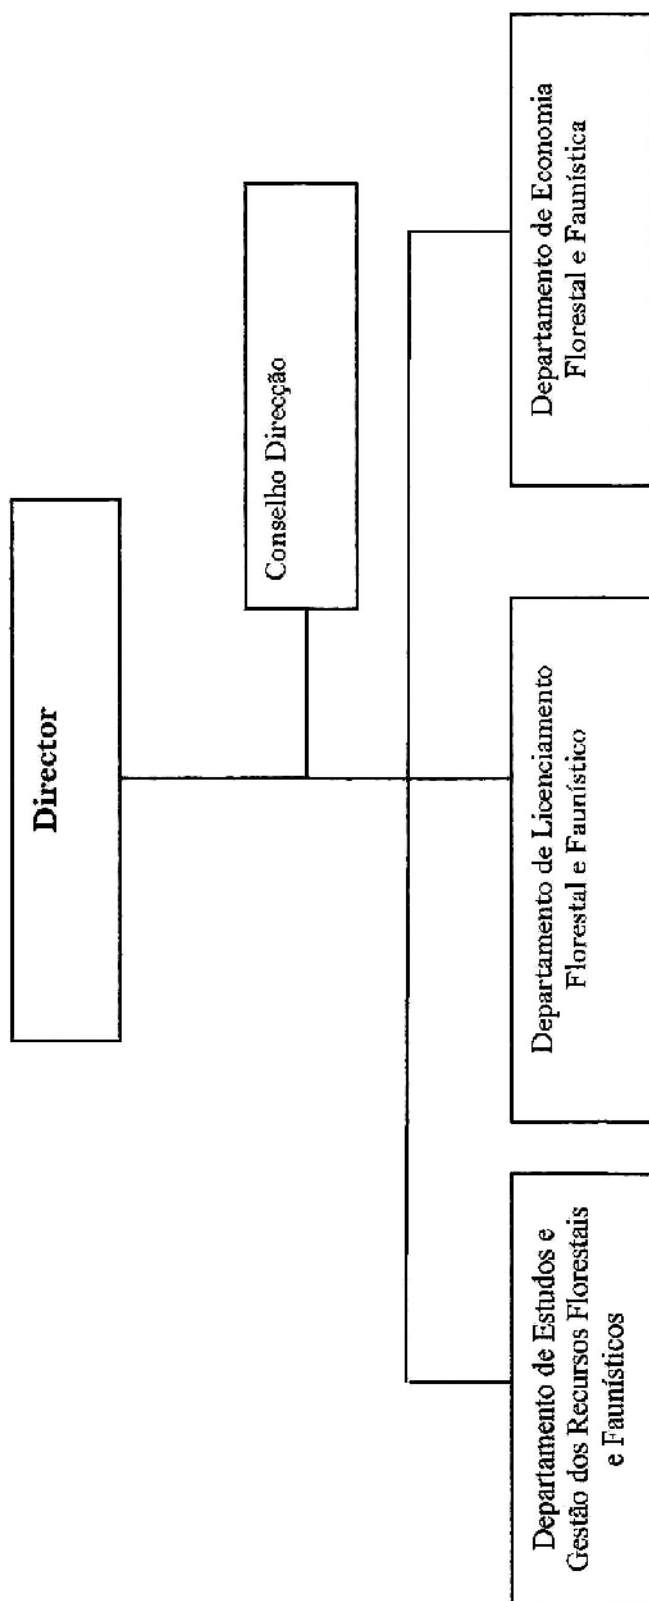 Director
Conselho Direcção
Departamento de Estudos e
Gestão dos Recursos Florestais
e Faunísticos
Departamento de Licenciamento
Florestal e Faunístico
Departamento de Economia
Florestal e Faunística